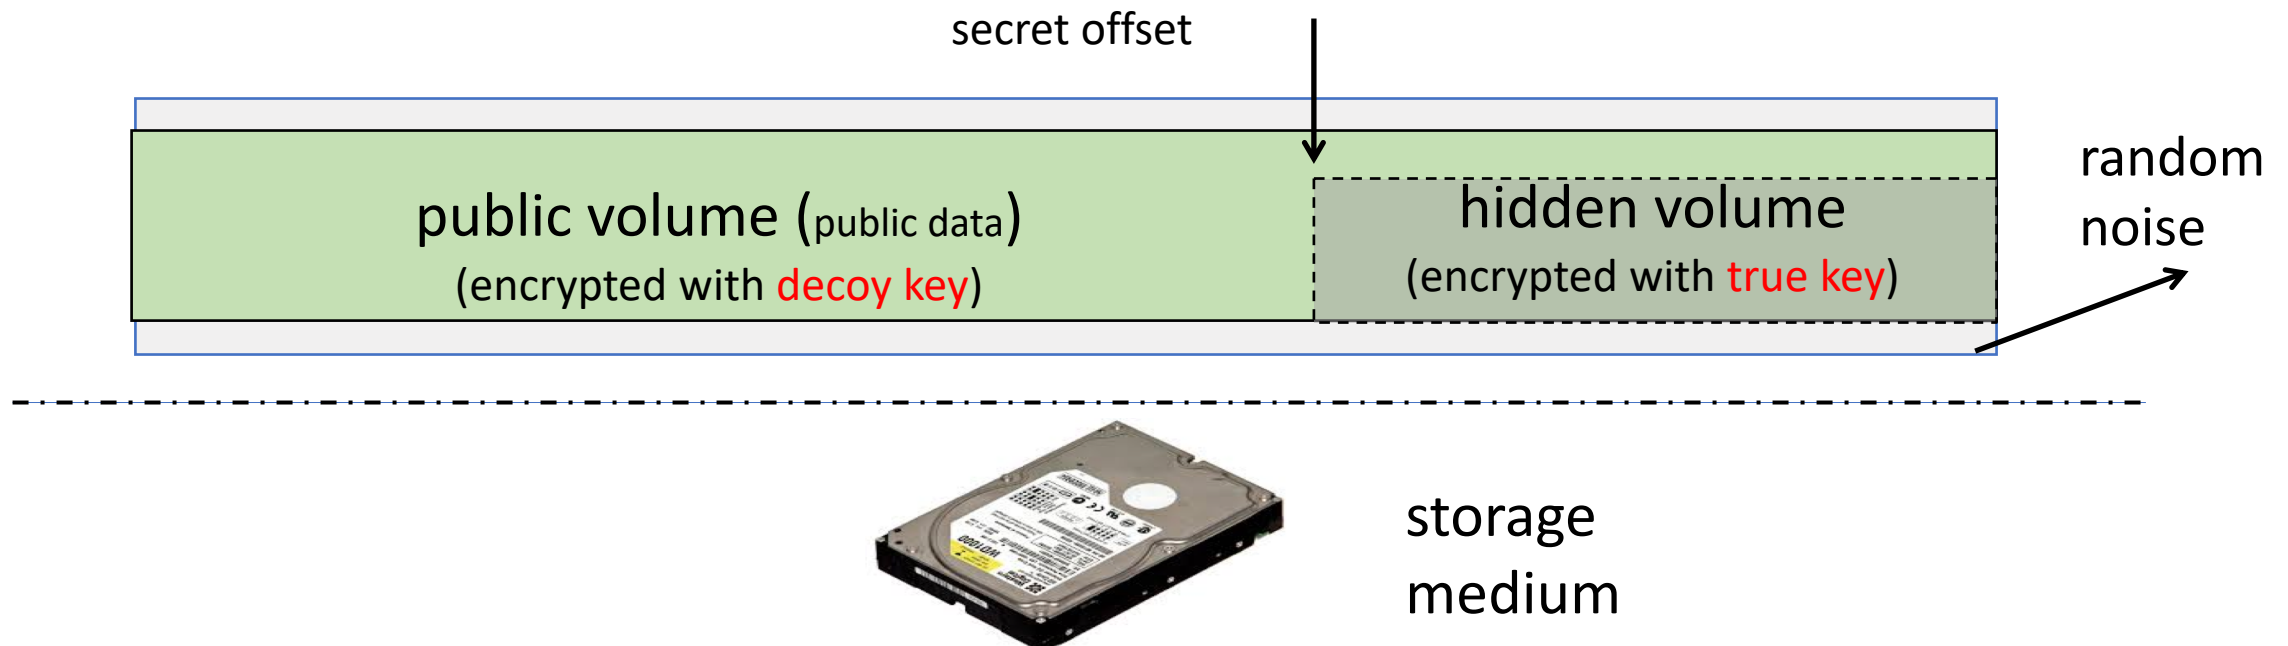 secret offset
public volume (public data)
(encrypted with decoy key)
hidden volume
(encrypted with true key)
random
noise
storage
medium
WD1000